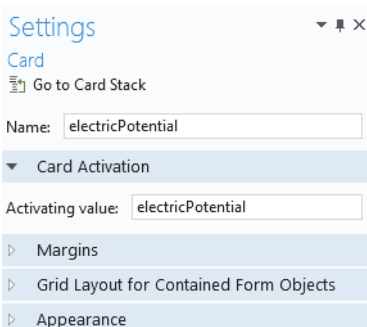 Settings
Card
Go to Card Stack
Name: electricPotential
Card Activation
Activating value: electricPotential
Margins
Grid Layout for Contained Form Objects
Appearance